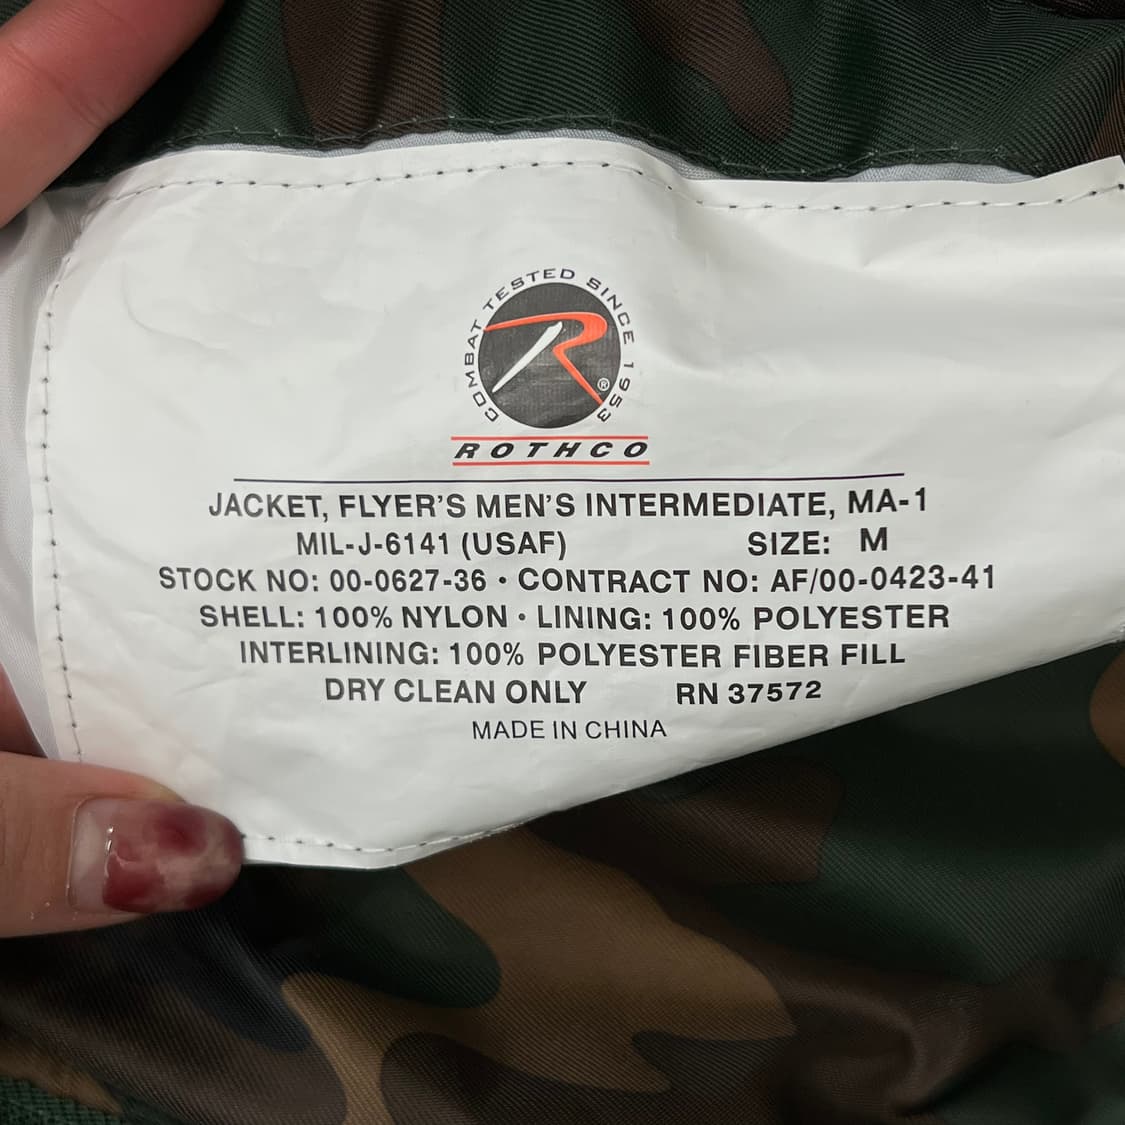 COMBAT TESTED SINCE 1953
R®
ROTHCO
JACKET, FLYER'S MEN'S INTERMEDIATE, MA-1
MIL-J-6141 (USAF) SIZE: M
STOCK NO: 00-0627-36 • CONTRACT NO: AF/00-0423-41
SHELL: 100% NYLON • LINING: 100% POLYESTER
INTERLINING: 100% POLYESTER FIBER FILL
DRY CLEAN ONLY RN 37572
MADE IN CHINA